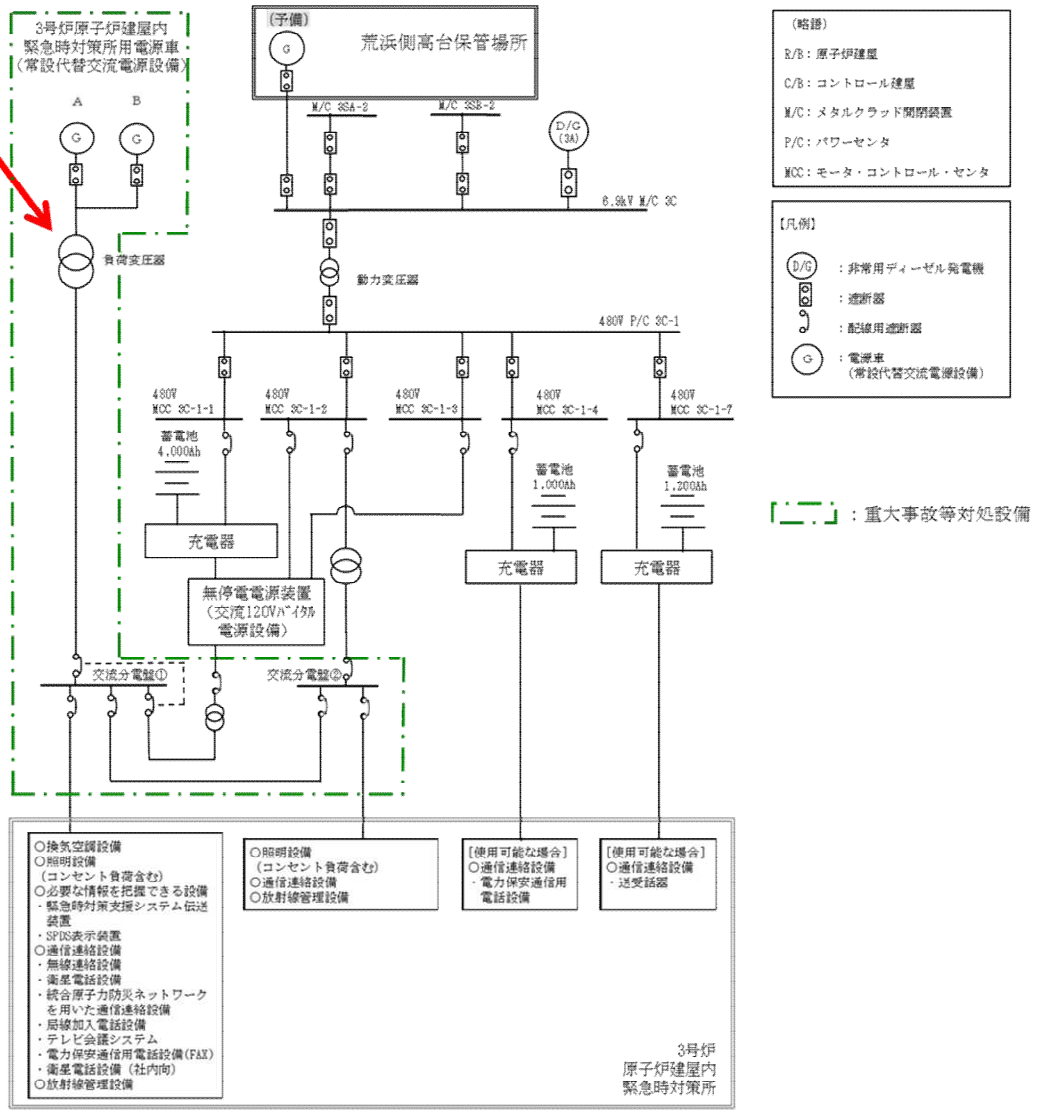 3号炉原子炉建屋内
緊急時対策所用電源車
(常設代替交流電源設備)
A
B
G
G
負荷変圧器
(予備)
G
荒浜側高台保管場所
M/C 3SA-2
M/C 3SB-2
D/G
(3A)
6.9kV M/C 3C
動力変圧器
480V P/C 3C-1
480V
MCC 3C-1-1
480V
MCC 3C-1-2
480V
MCC 3C-1-3
480V
MCC 3C-1-4
480V
MCC 3C-1-7
蓄電池
4,000Ah
蓄電池
1,000Ah
蓄電池
1,200Ah
充電器
充電器
充電器
無停電電源装置
(交流120Vバイタル
電源設備)
交流分電盤①
交流分電盤②
(略語)
R/B: 原子炉建屋
C/B: コントロール建屋
M/C: メタルクラッド開閉装置
P/C: パワーセンタ
MCC: モータ・コントロール・センタ
【凡例】
D/G
: 非常用ディーゼル発電機
: 遮断器
: 配線用遮断器
G
: 電源車
(常設代替交流電源設備)
: 重大事故等対処設備
○換気空調設備
○照明設備
(コンセント負荷含む)
○必要な情報を把握できる設備
・緊急時対策支援システム伝送
装置
・SPDS表示装置
○通信連絡設備
・無線連絡設備
・衛星電話設備
・統合原子力防災ネットワーク
を用いた通信連絡設備
・局線加入電話設備
・テレビ会議システム
・電力保安通信用電話設備(FAX)
・衛星電話設備(社内向)
○放射線管理設備
○照明設備
(コンセント負荷含む)
○通信連絡設備
○放射線管理設備
[使用可能な場合]
○通信連絡設備
・電力保安通信用
電話設備
[使用可能な場合]
○通信連絡設備
・送受話器
3号炉
原子炉建屋内
緊急時対策所